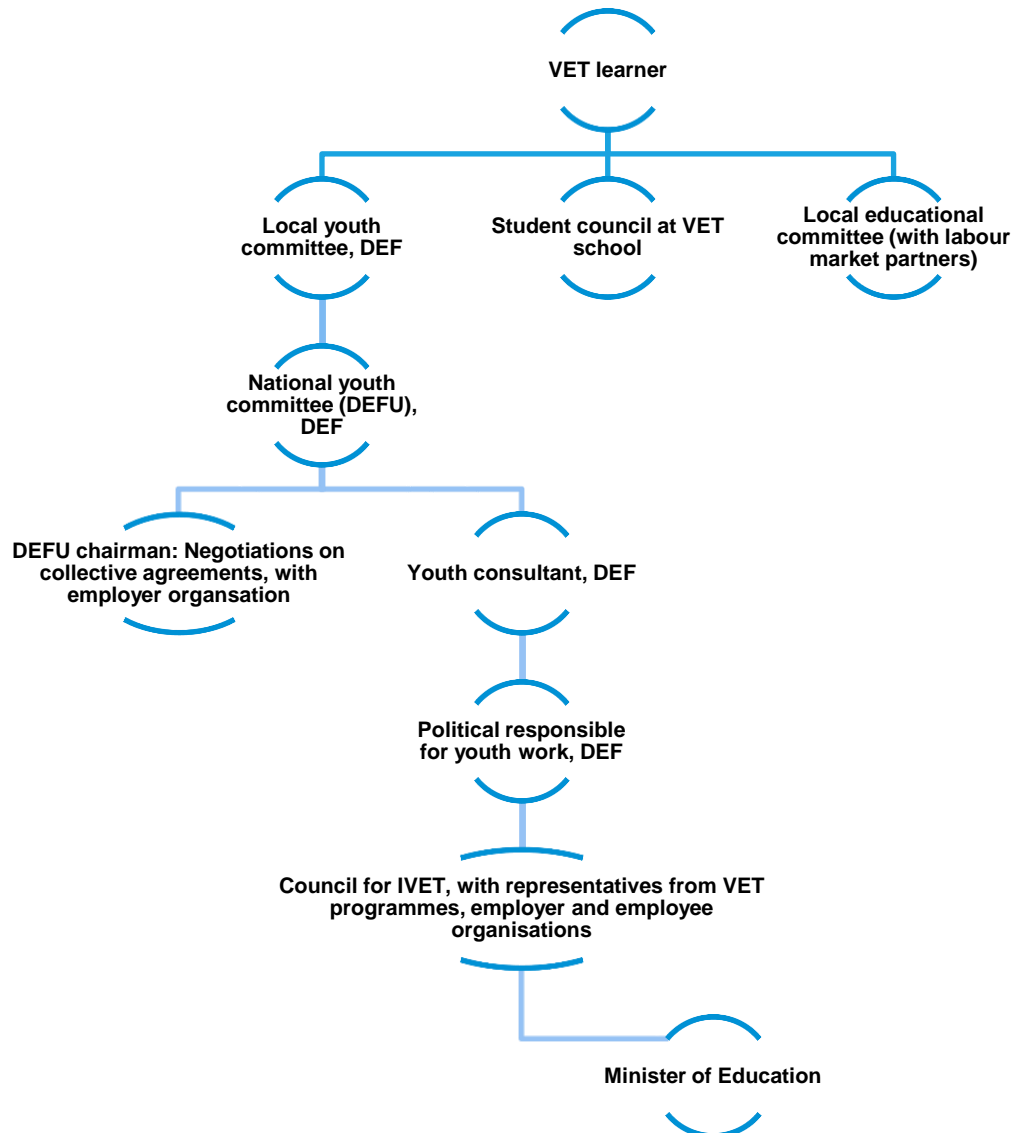 VET learner
Local youth
committee, DEF
Student council at VET
school
Local educational
committee (with labour
market partners)
National youth
committee (DEFU),
DEF
DEFU chairman: Negotiations on
collective agreements, with
employer organsation
Youth consultant, DEF
Political responsible
for youth work, DEF
Council for IVET, with representatives from VET
programmes, employer and employee
organisations
Minister of Education